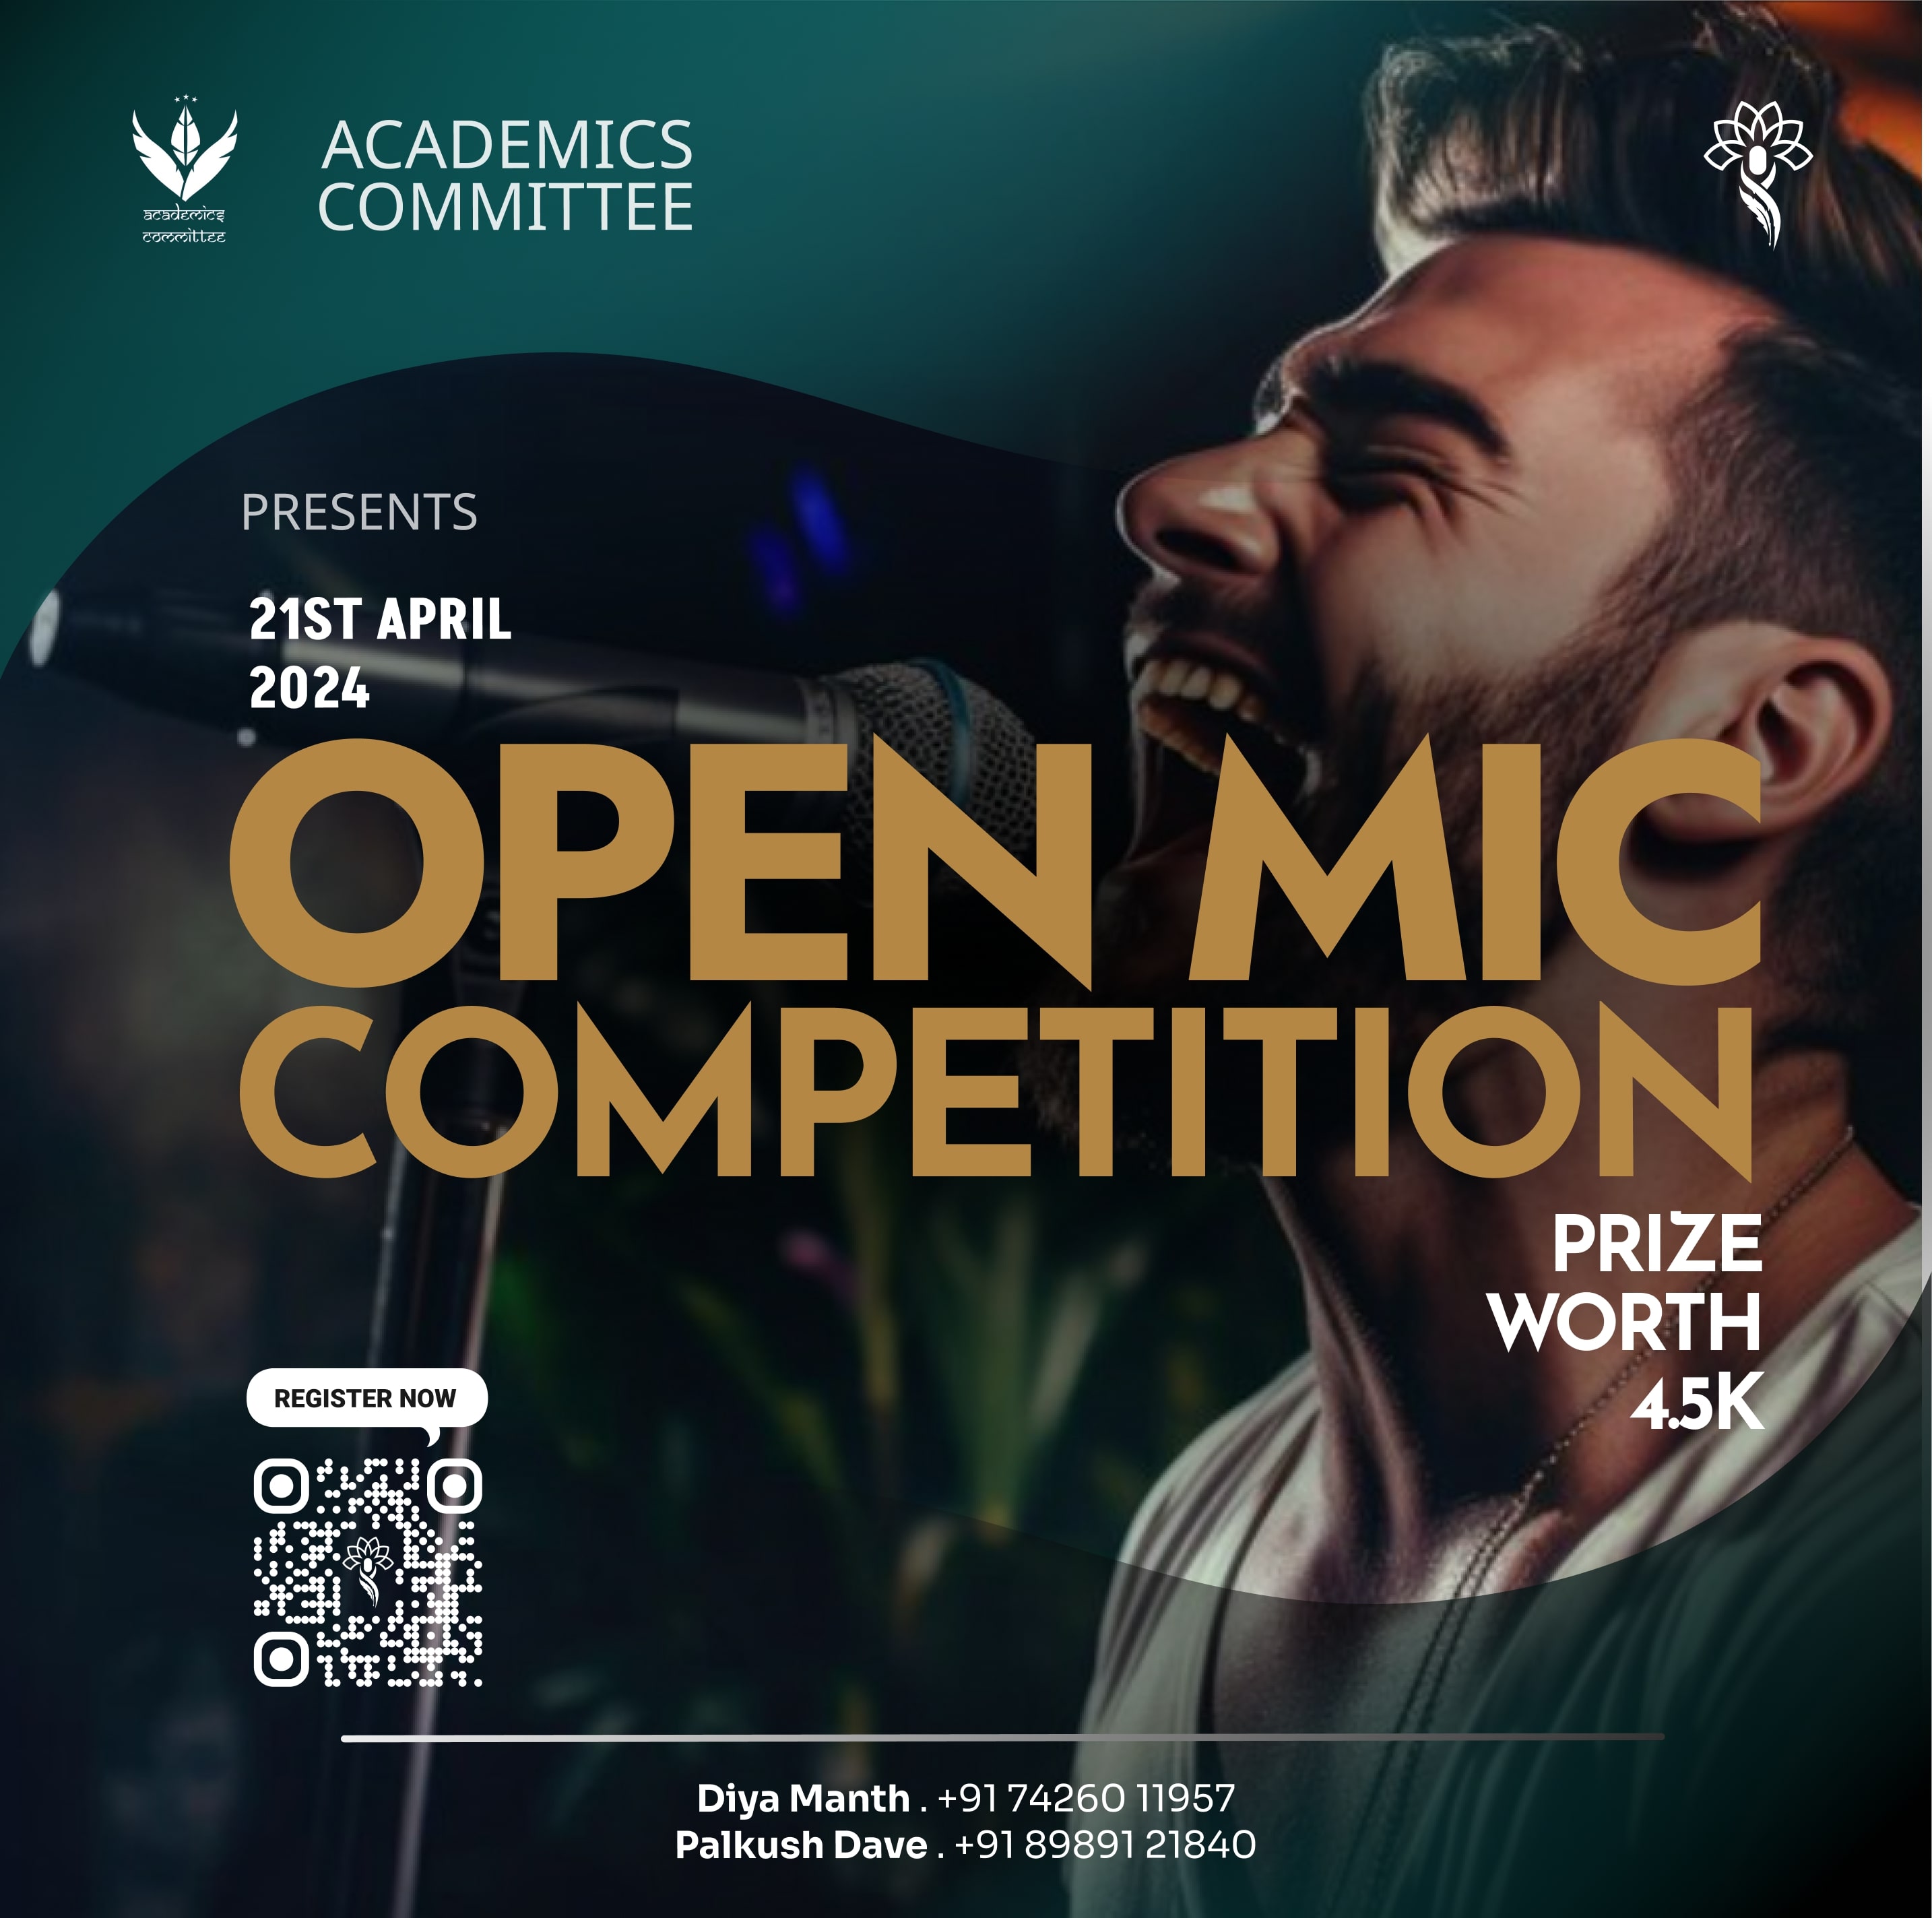 academics
committee
ACADEMICS
COMMITTEE
PRESENTS
21ST APRIL
2024
OPEN MIC
COMPETITION
PRIZE
WORTH
4.5K
REGISTER NOW
Diya Manth . +91 74260 11957
Palkush Dave . +91 89891 21840